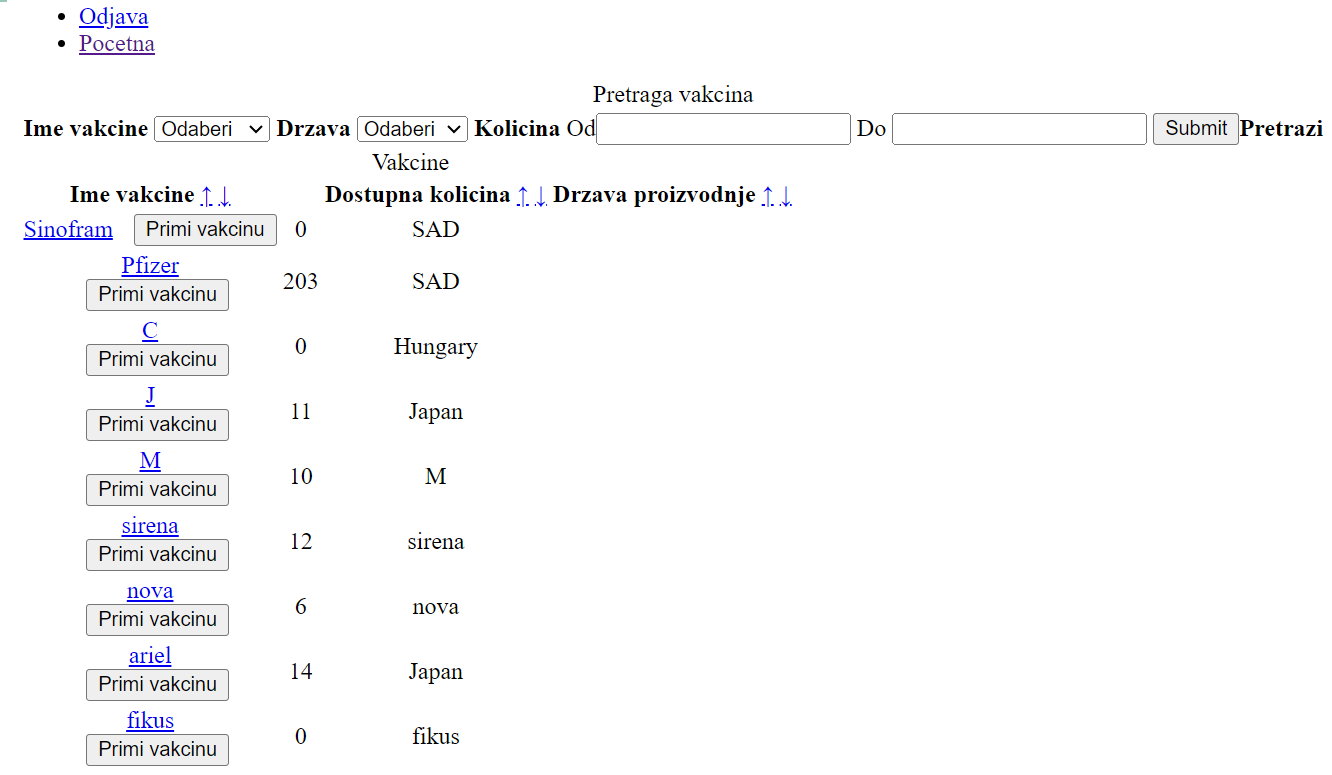 Odjava
Pocetna
Pretraga vakcina
Ime vakcine Odaberi Drzava Odaberi Kolicina Od Do Submit Pretrazi
Vakcine
Ime vakcine ↑ ↓ Dostupna kolicina ↑ ↓ Drzava proizvodnje ↑ ↓
Sinofram Primi vakcinu 0 SAD
Pfizer
Primi vakcinu 203 SAD
C
Primi vakcinu 0 Hungary
J
Primi vakcinu 11 Japan
M
Primi vakcinu 10 M
sirena
Primi vakcinu 12 sirena
nova
Primi vakcinu 6 nova
ariel
Primi vakcinu 14 Japan
fikus
Primi vakcinu 0 fikus